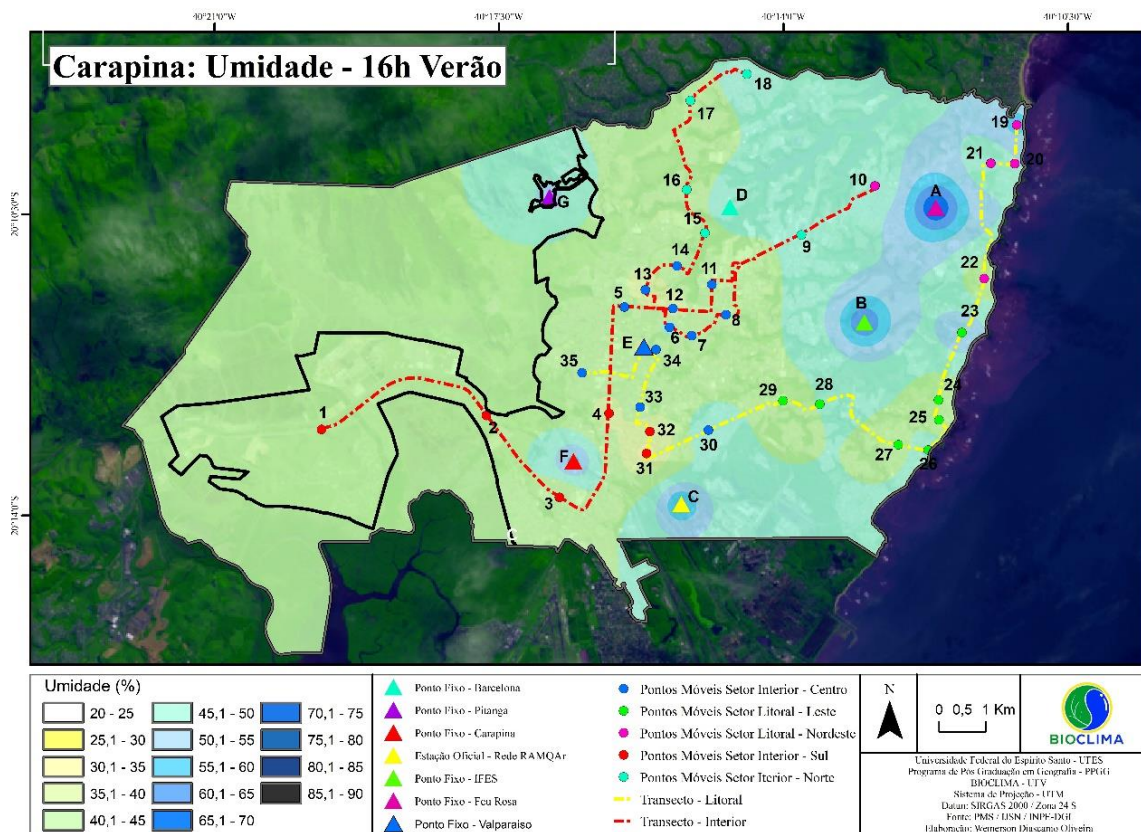 40°21'0"W 40°17'30"W 40°14'0"W 40°10'30"W
Carapina: Umidade - 16h Verão
20°10'30"S
20°14'0"S
18
17
19
21 20
16 10 A
G D
15
9
14
13 11 22
5 12
8 23
6 7 B
E 34
35
33 29 28 24
1 4 25
2 32 30
31 27 26
F
3 C
Umidade (%)
20 - 25
25,1 - 30
30,1 - 35
35,1 - 40
40,1 - 45
45,1 - 50
50,1 - 55
55,1 - 60
60,1 - 65
65,1 - 70
70,1 - 75
75,1 - 80
80,1 - 85
85,1 - 90
Ponto Fixo - Barcelona
Ponto Fixo - Pitanga
Ponto Fixo - Carapina
Estação Oficial - Rede RAMQAr
Ponto Fixo - IFES
Ponto Fixo - Feu Rosa
Ponto Fixo - Valparaiso
Pontos Móveis Setor Interior - Centro
Pontos Móveis Setor Litoral - Leste
Pontos Móveis Setor Litoral - Nordeste
Pontos Móveis Setor Interior - Sul
Pontos Móveis Setor Iterior - Norte
Transecto - Litoral
Transecto - Interior
N
0 0,5 1 Km
BIOCLIMA
Universidade Federal do Espírito Santo - UFES
Programa de Pós Graduação em Geografia - PPGG
BIOCLIMA - UFV
Sistema de Projeção - UTM
Datum: SIRGAS 2000 / Zona 24 S
Fonte: PMS / IJSN / INPE-DGI
Elaborador: Wemerson Diascanio Oliveira